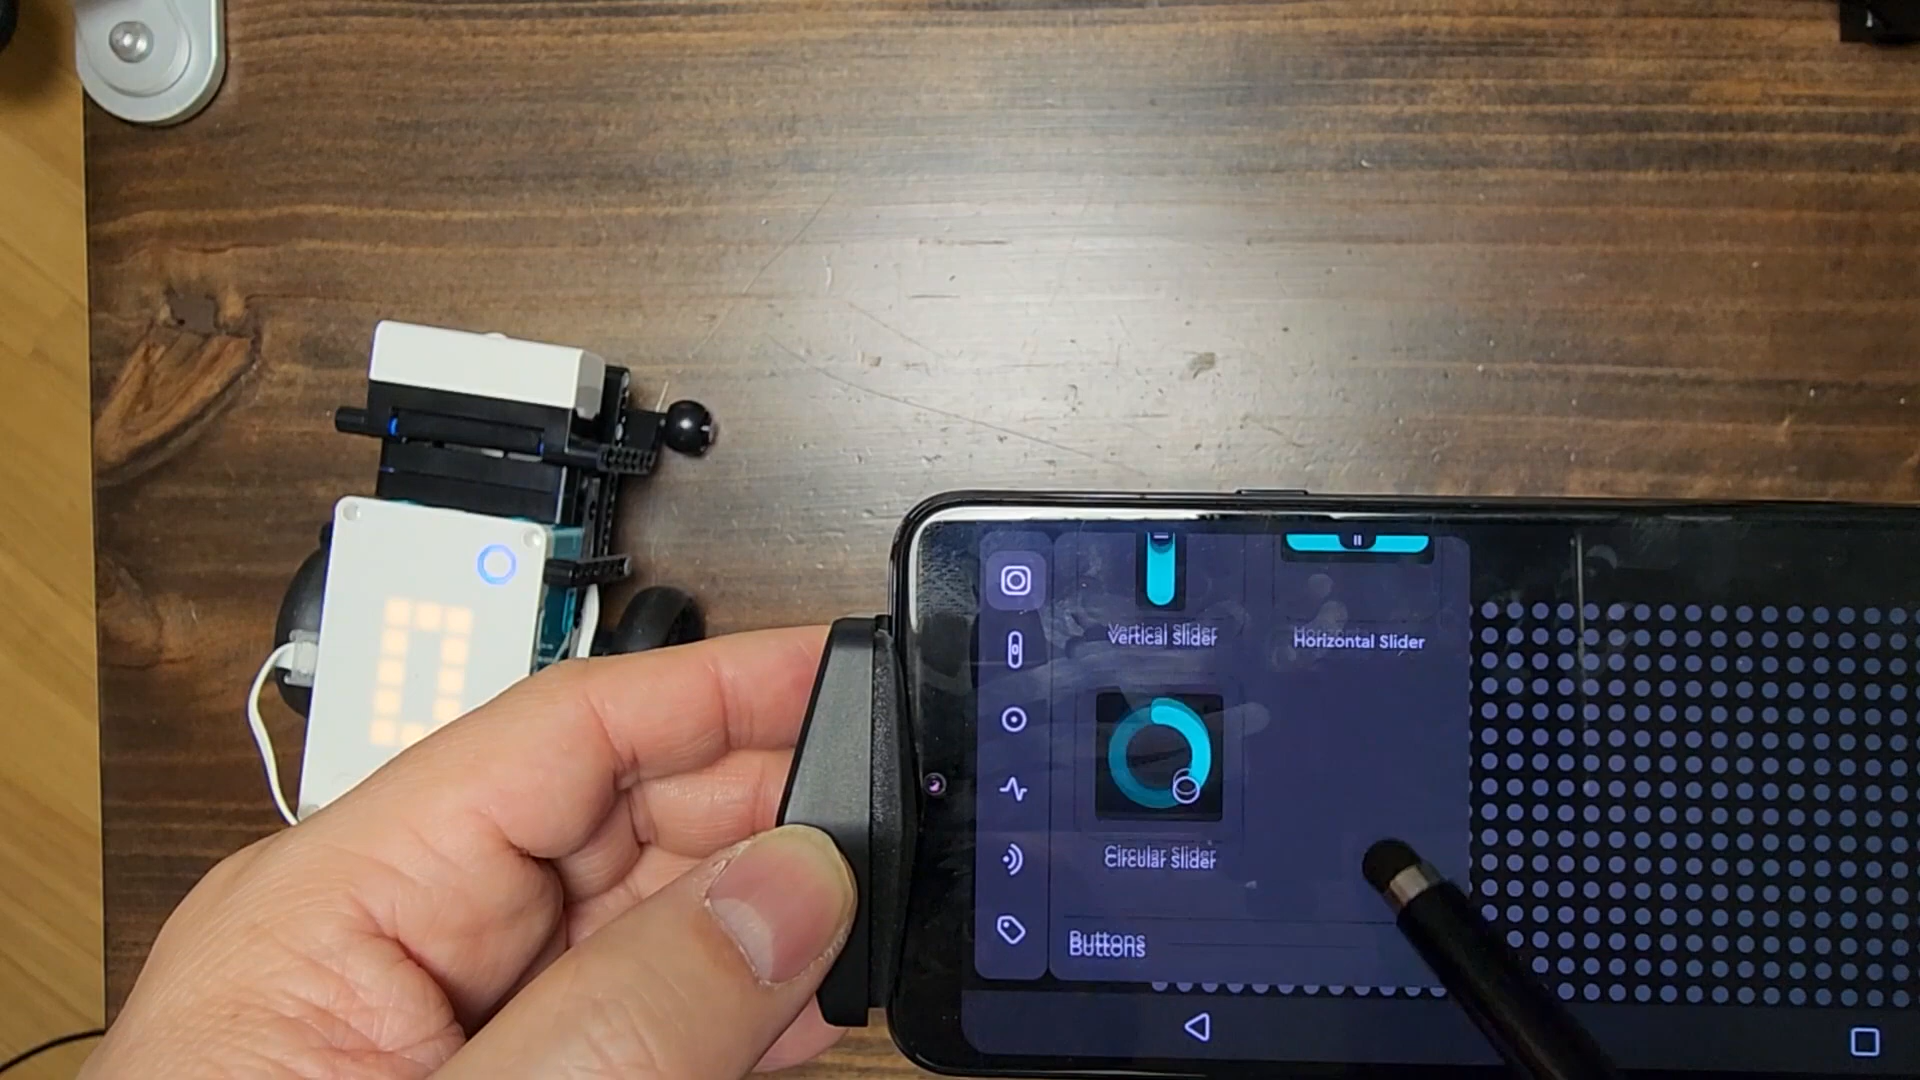 Vertical Slider
Horizontal Slider
Circular Slider
Buttons